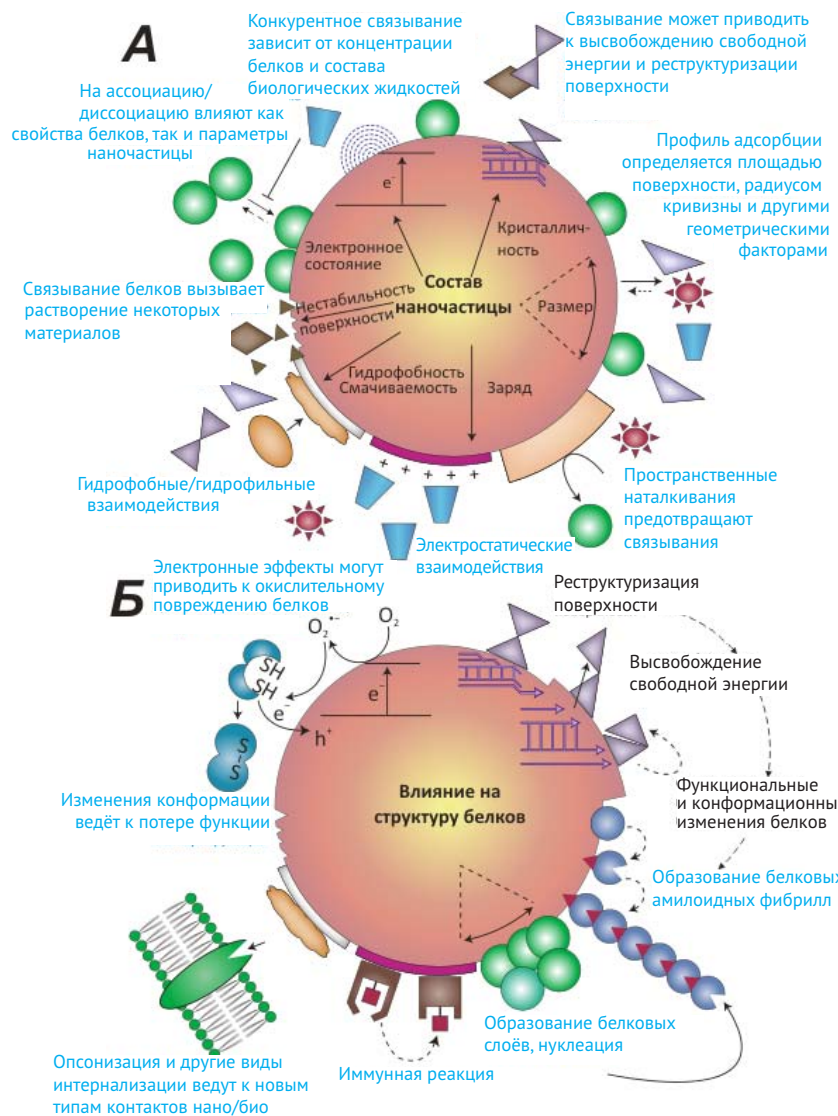 А
Конкурентное связывание
зависит от концентрации
белков и состава
биологических жидкостей
Связывание может приводить
к высвобождению свободной
энергии и реструктуризации
поверхности
На ассоциацию/
диссоциацию влияют как
свойства белков, так и параметры
наночастицы
Профиль адсорбции
определяется площадью
поверхности, радиусом
кривизны и другими
геометрическими
факторами
e-
Электронное
состояние
Кристаллич-
ность
Состав
наночастицы
Размер
Нестабильность
поверхности
Гидрофобность
Смачиваемость
Заряд
Связывание белков вызывает
растворение некоторых
материалов
+ + + + + +
Гидрофобные/гидрофильные
взаимодействия
Электростатические
взаимодействия
Пространственные
наталкивания
предотвращают
связывания
Б
Электронные эффекты могут
приводить к окислительному
повреждению белков
Реструктуризация
поверхности
O2•− O2
SH
SH
e-
e-
h+
S
S
Высвобождение
свободной энергии
Влияние на
структуру белков
Изменения конформации
ведёт к потере функции
Функциональные
и конформационны
изменения белков
Образование белковых
амилоидных фибрилл
Образование белковых
слоёв, нуклеация
Иммунная реакция
Опсонизация и другие виды
интернализации ведут к новым
типам контактов нано/био